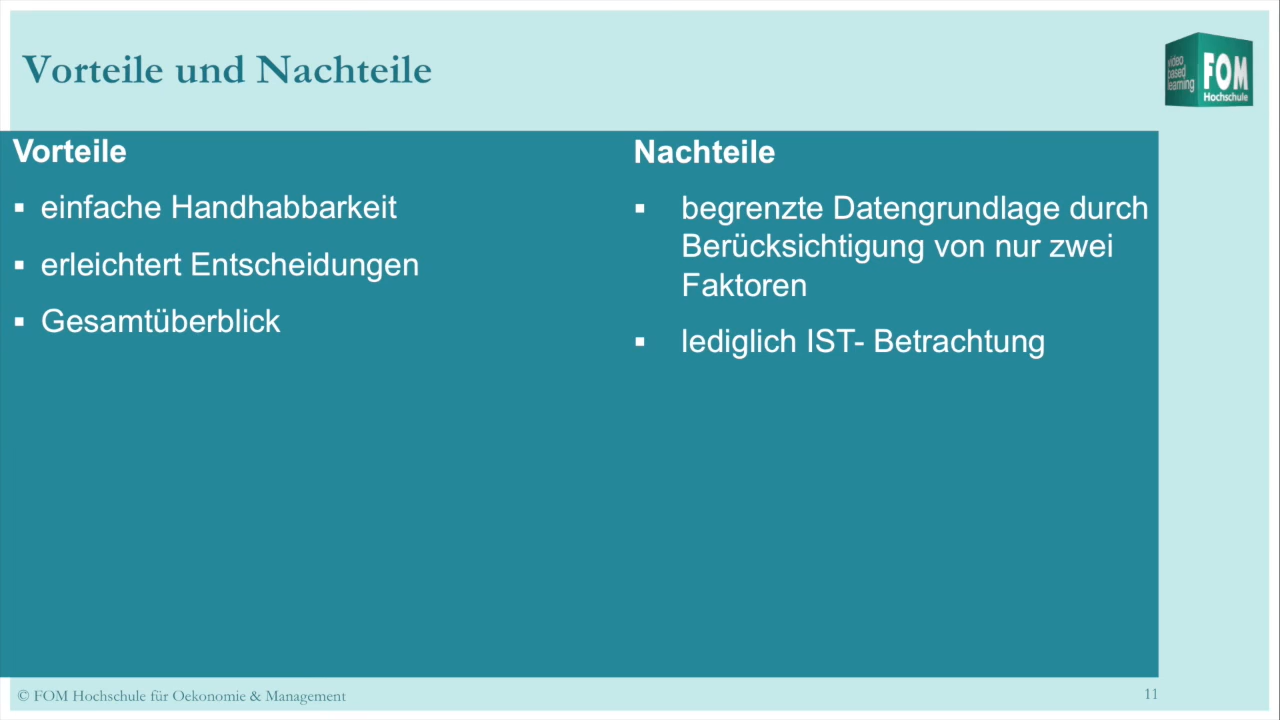 Vorteile und Nachteile
video
based
learning
FOM
Hochschule
Vorteile
▪ einfache Handhabbarkeit
▪ erleichtert Entscheidungen
▪ Gesamtüberblick
Nachteile
▪ begrenzte Datengrundlage durch
Berücksichtigung von nur zwei
Faktoren
▪ lediglich IST- Betrachtung
© FOM Hochschule für Oekonomie & Management
11